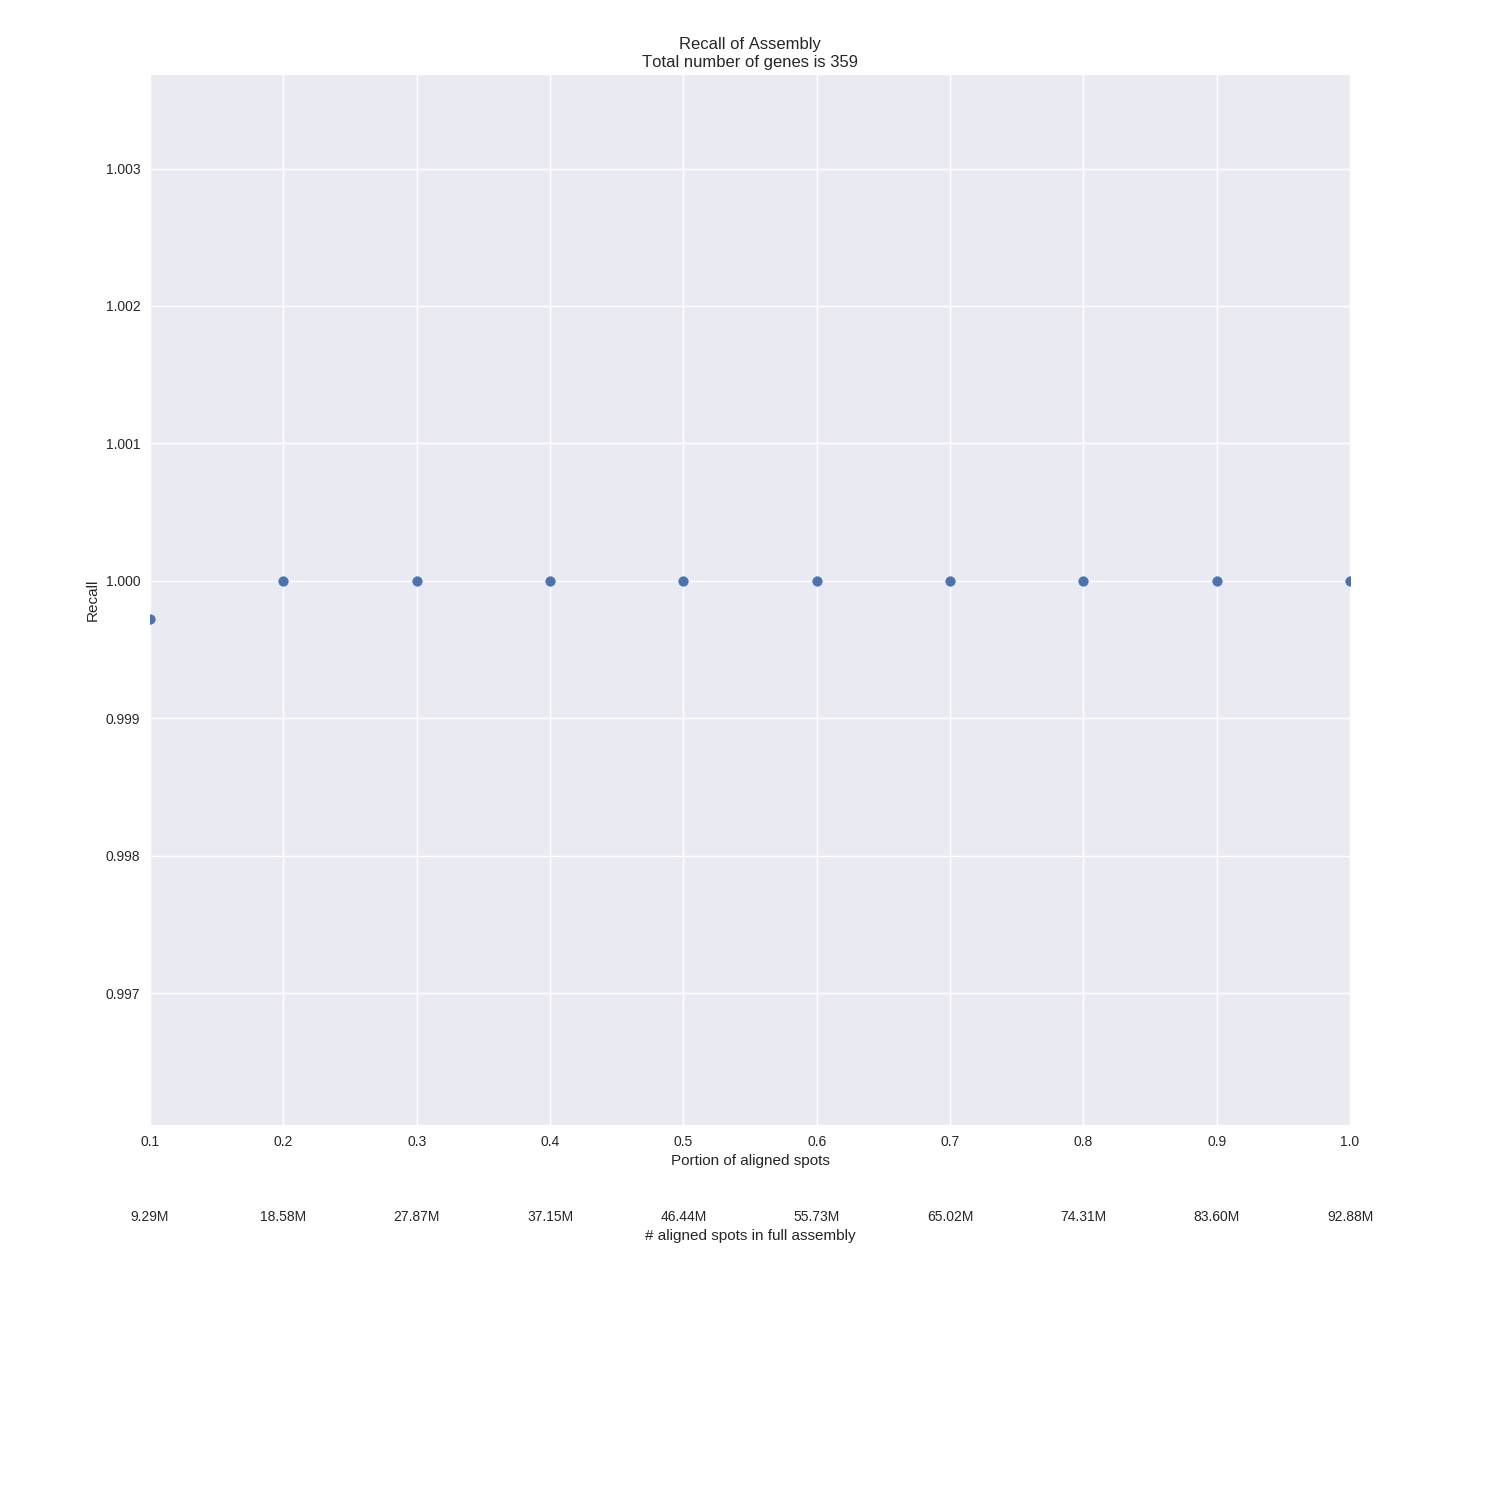 Recall of Assembly
Total number of genes is 359
1.003
1.002
1.001
1.000
0.999
0.998
0.997
Recall
0.1 0.2 0.3 0.4 0.5 0.6 0.7 0.8 0.9 1.0
Portion of aligned spots
9.29M 18.58M 27.87M 37.15M 46.44M 55.73M 65.02M 74.31M 83.60M 92.88M
# aligned spots in full assembly